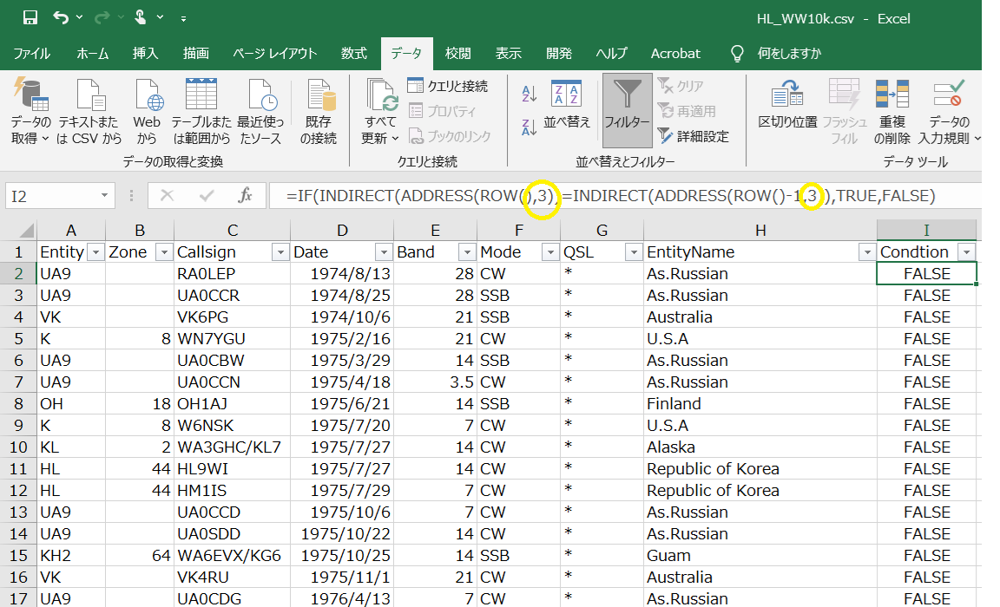 HL_WW10k.csv - Excel
ファイル ホーム 挿入 描画 ページ レイアウト 数式 データ 校閲 表示 開発 ヘルプ Acrobat 何をしますか
データの取得 テキストまたは CSV から Web から テーブルまたは範囲から 最近使ったソース 既存の接続
データの取得と変換
すべて更新 クエリと接続 プロパティ ブックのリンク
クエリと接続
並べ替え フィルター クリア 再適用 詳細設定
並べ替えとフィルター
区切り位置 フラッシュ フィル 重複の削除 データの入力規則
データ ツール
I2 fx =IF(INDIRECT(ADDRESS(ROW(),3))=INDIRECT(ADDRESS(ROW()-1,3)),TRUE,FALSE)
A B C D E F G H I
1 Entity Zone Callsign Date Band Mode QSL EntityName Condtion
2 UA9 RA0LEP 1974/8/13 28 CW * As.Russian FALSE
3 UA9 UA0CCR 1974/8/25 28 SSB * As.Russian FALSE
4 VK VK6PG 1974/10/6 21 SSB * Australia FALSE
5 K 8 WN7YGU 1975/2/16 21 CW * U.S.A FALSE
6 UA9 UA0CBW 1975/3/29 14 SSB * As.Russian FALSE
7 UA9 UA0CCN 1975/4/18 3.5 CW * As.Russian FALSE
8 OH 18 OH1AJ 1975/6/21 14 SSB * Finland FALSE
9 K 8 W6NSK 1975/7/20 7 CW * U.S.A FALSE
10 KL 2 WA3GHC/KL7 1975/7/27 14 CW * Alaska FALSE
11 HL 44 HL9WI 1975/7/27 14 CW * Republic of Korea FALSE
12 HL 44 HM1IS 1975/7/29 7 CW * Republic of Korea FALSE
13 UA9 UA0CCD 1975/10/6 7 CW * As.Russian FALSE
14 UA9 UA0SDD 1975/10/22 14 CW * As.Russian FALSE
15 KH2 64 WA6EVX/KG6 1975/10/25 14 SSB * Guam FALSE
16 VK VK4RU 1975/11/1 21 CW * Australia FALSE
17 UA9 UA0CDG 1976/4/13 7 CW * As.Russian FALSE